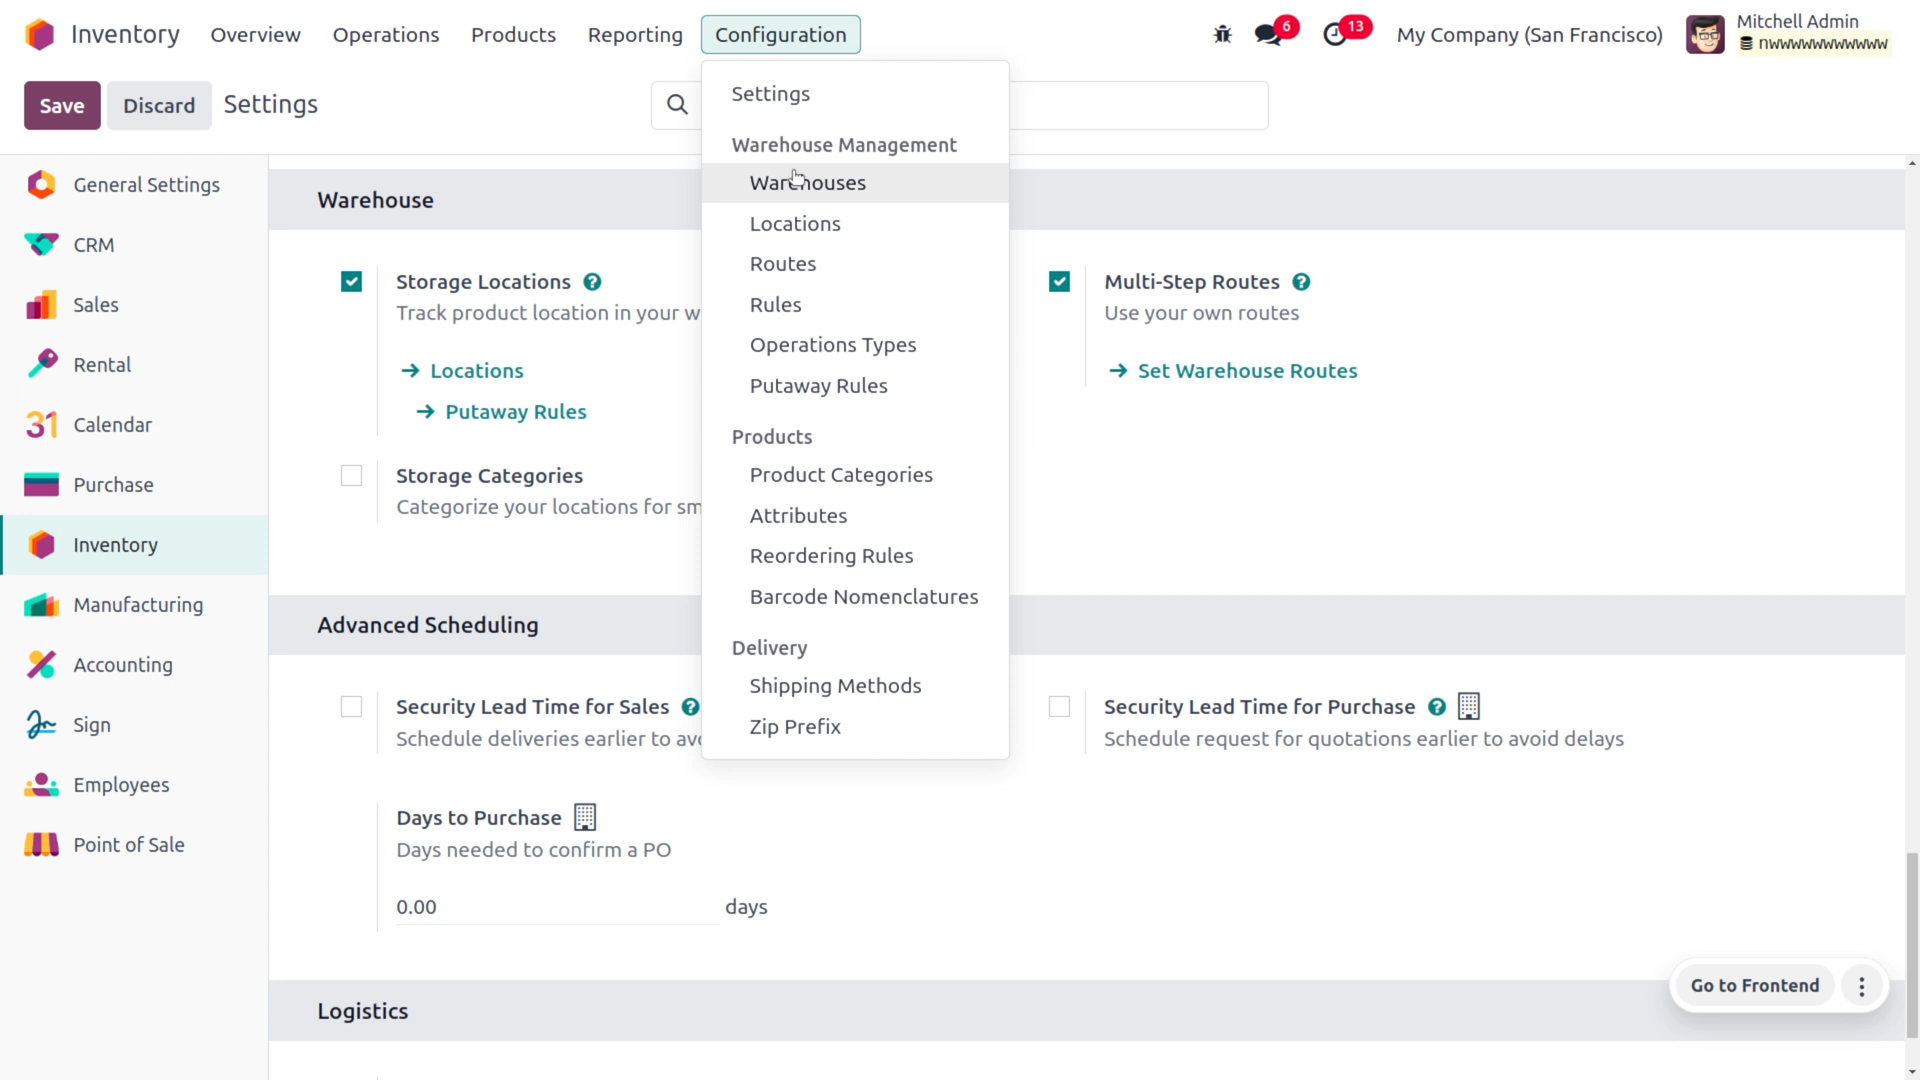 Inventory Overview Operations Products Reporting Configuration 6 13 My Company (San Francisco) Mitchell Admin
nwwwwwwwwwww
Save Discard Settings
Settings
Warehouse Management
Warehouses
Locations
Routes
Rules
Operations Types
Putaway Rules
Products
Product Categories
Attributes
Reordering Rules
Barcode Nomenclatures
Delivery
Shipping Methods
Zip Prefix
General Settings
CRM
Sales
Rental
31 Calendar
Purchase
Inventory
Manufacturing
Accounting
Sign
Employees
Point of Sale
Warehouse
Storage Locations ?
Track product location in your w
Locations
Putaway Rules
Multi-Step Routes ?
Use your own routes
Set Warehouse Routes
Storage Categories
Categorize your locations for sm
Advanced Scheduling
Security Lead Time for Sales ?
Schedule deliveries earlier to av
Security Lead Time for Purchase ?
Schedule request for quotations earlier to avoid delays
Days to Purchase
Days needed to confirm a PO
0.00 days
Go to Frontend
Logistics